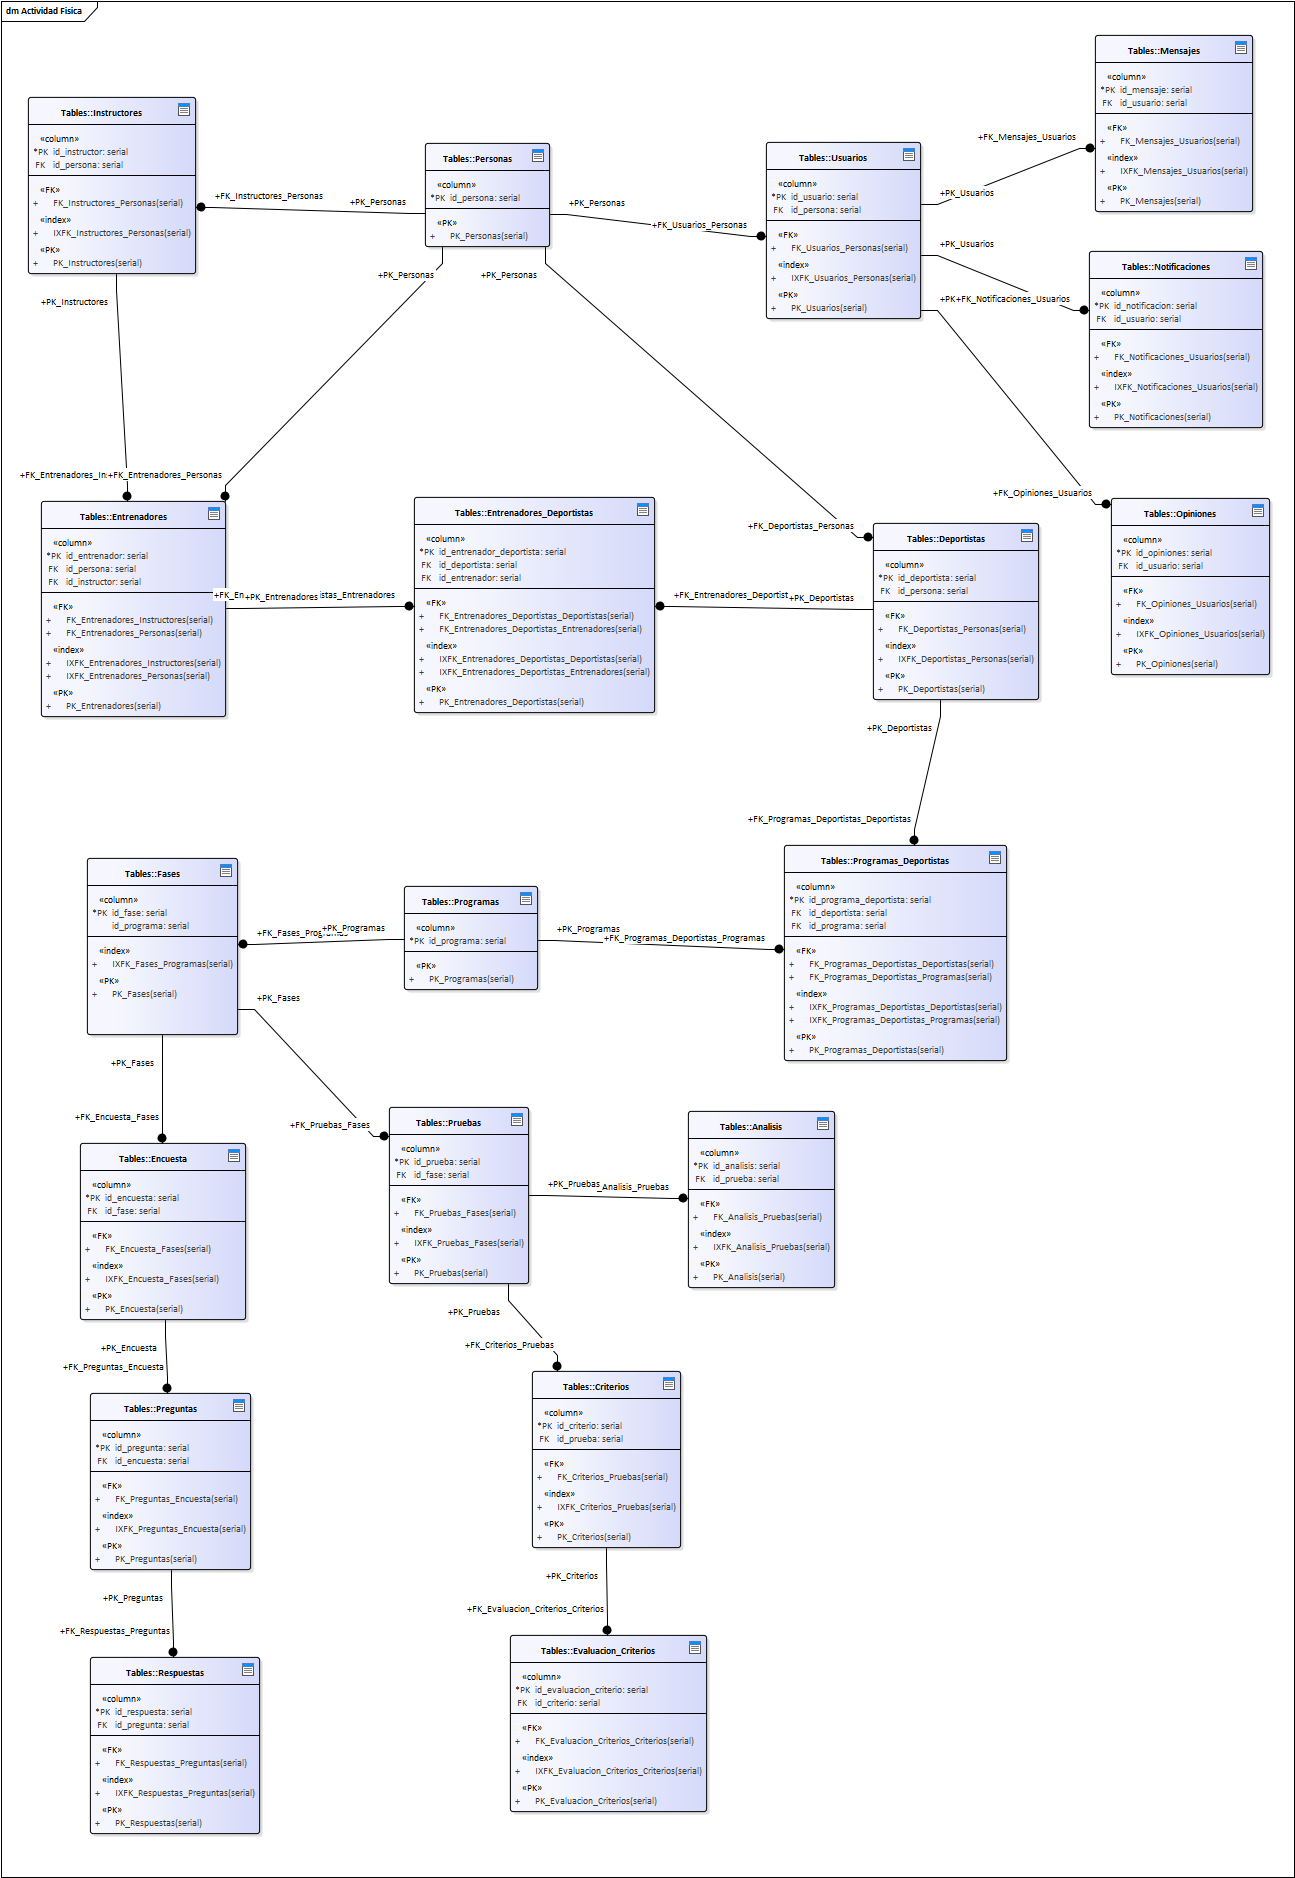 dm Actividad Fisica
Tables::Mensajes
«column»
*PK id_mensaje: serial
FK id_usuario: serial
«FK»
+ FK_Mensajes_Usuarios(serial)
«index»
+ IXFK_Mensajes_Usuarios(serial)
«PK»
+ PK_Mensajes(serial)
Tables::Instructores
«column»
*PK id_instructor: serial
FK id_persona: serial
«FK»
+ FK_Instructores_Personas(serial)
«index»
+ IXFK_Instructores_Personas(serial)
«PK»
+ PK_Instructores(serial)
+FK_Instructores_Personas
+PK_Personas
Tables::Personas
«column»
*PK id_persona: serial
«PK»
+ PK_Personas(serial)
+PK_Personas
+FK_Usuarios_Personas
Tables::Usuarios
«column»
*PK id_usuario: serial
FK id_persona: serial
«FK»
+ FK_Usuarios_Personas(serial)
«index»
+ IXFK_Usuarios_Personas(serial)
«PK»
+ PK_Usuarios(serial)
+FK_Mensajes_Usuarios
+PK_Usuarios
+PK_Usuarios
+PK+FK_Notificaciones_Usuarios
Tables::Notificaciones
«column»
*PK id_notificacion: serial
FK id_usuario: serial
«FK»
+ FK_Notificaciones_Usuarios(serial)
«index»
+ IXFK_Notificaciones_Usuarios(serial)
«PK»
+ PK_Notificaciones(serial)
+PK_Personas
+PK_Personas
+PK_Instructores
+FK_Entrenadores_In
+FK_Entrenadores_Personas
+FK_Opiniones_Usuarios
+FK_Deportistas_Personas
Tables::Entrenadores
«column»
*PK id_entrenador: serial
FK id_persona: serial
FK id_instructor: serial
«FK»
+ FK_Entrenadores_Instructores(serial)
+ FK_Entrenadores_Personas(serial)
«index»
+ IXFK_Entrenadores_Instructores(serial)
+ IXFK_Entrenadores_Personas(serial)
«PK»
+ PK_Entrenadores(serial)
+FK_En
+PK_Entrenadores
istas_Entrenadores
Tables::Entrenadores_Deportistas
«column»
*PK id_entrenador_deportista: serial
FK id_deportista: serial
FK id_entrenador: serial
«FK»
+ FK_Entrenadores_Deportistas_Deportistas(serial)
+ FK_Entrenadores_Deportistas_Entrenadores(serial)
«index»
+ IXFK_Entrenadores_Deportistas_Deportistas(serial)
+ IXFK_Entrenadores_Deportistas_Entrenadores(serial)
«PK»
+ PK_Entrenadores_Deportistas(serial)
+FK_Entrenadores_Deportist
+PK_Deportistas
Tables::Deportistas
«column»
*PK id_deportista: serial
FK id_persona: serial
«FK»
+ FK_Deportistas_Personas(serial)
«index»
+ IXFK_Deportistas_Personas(serial)
«PK»
+ PK_Deportistas(serial)
Tables::Opiniones
«column»
*PK id_opiniones: serial
FK id_usuario: serial
«FK»
+ FK_Opiniones_Usuarios(serial)
«index»
+ IXFK_Opiniones_Usuarios(serial)
«PK»
+ PK_Opiniones(serial)
+PK_Deportistas
+FK_Programas_Deportistas_Deportistas
Tables::Fases
«column»
*PK id_fase: serial
id_programa: serial
«index»
+ IXFK_Fases_Programas(serial)
«PK»
+ PK_Fases(serial)
+FK_Fases_Programas
+PK_Programas
Tables::Programas
«column»
*PK id_programa: serial
«PK»
+ PK_Programas(serial)
+PK_Programas
+FK_Programas_Deportistas_Programas
Tables::Programas_Deportistas
«column»
*PK id_programa_deportista: serial
FK id_deportista: serial
FK id_programa: serial
«FK»
+ FK_Programas_Deportistas_Deportistas(serial)
+ FK_Programas_Deportistas_Programas(serial)
«index»
+ IXFK_Programas_Deportistas_Deportistas(serial)
+ IXFK_Programas_Deportistas_Programas(serial)
«PK»
+ PK_Programas_Deportistas(serial)
+PK_Fases
+PK_Fases
+FK_Encuesta_Fases
+FK_Pruebas_Fases
Tables::Pruebas
«column»
*PK id_prueba: serial
FK id_fase: serial
«FK»
+ FK_Pruebas_Fases(serial)
«index»
+ IXFK_Pruebas_Fases(serial)
«PK»
+ PK_Pruebas(serial)
+PK_Pruebas
_Analisis_Pruebas
Tables::Analisis
«column»
*PK id_analisis: serial
FK id_prueba: serial
«FK»
+ FK_Analisis_Pruebas(serial)
«index»
+ IXFK_Analisis_Pruebas(serial)
«PK»
+ PK_Analisis(serial)
Tables::Encuesta
«column»
*PK id_encuesta: serial
FK id_fase: serial
«FK»
+ FK_Encuesta_Fases(serial)
«index»
+ IXFK_Encuesta_Fases(serial)
«PK»
+ PK_Encuesta(serial)
+PK_Pruebas
+FK_Criterios_Pruebas
+PK_Encuesta
+FK_Preguntas_Encuesta
Tables::Criterios
«column»
*PK id_criterio: serial
FK id_prueba: serial
«FK»
+ FK_Criterios_Pruebas(serial)
«index»
+ IXFK_Criterios_Pruebas(serial)
«PK»
+ PK_Criterios(serial)
Tables::Preguntas
«column»
*PK id_pregunta: serial
FK id_encuesta: serial
«FK»
+ FK_Preguntas_Encuesta(serial)
«index»
+ IXFK_Preguntas_Encuesta(serial)
«PK»
+ PK_Preguntas(serial)
+PK_Criterios
+FK_Evaluacion_Criterios_Criterios
+PK_Preguntas
+FK_Respuestas_Preguntas
Tables::Evaluacion_Criterios
«column»
*PK id_evaluacion_criterio: serial
FK id_criterio: serial
«FK»
+ FK_Evaluacion_Criterios_Criterios(serial)
«index»
+ IXFK_Evaluacion_Criterios_Criterios(serial)
«PK»
+ PK_Evaluacion_Criterios(serial)
Tables::Respuestas
«column»
*PK id_respuesta: serial
FK id_pregunta: serial
«FK»
+ FK_Respuestas_Preguntas(serial)
«index»
+ IXFK_Respuestas_Preguntas(serial)
«PK»
+ PK_Respuestas(serial)